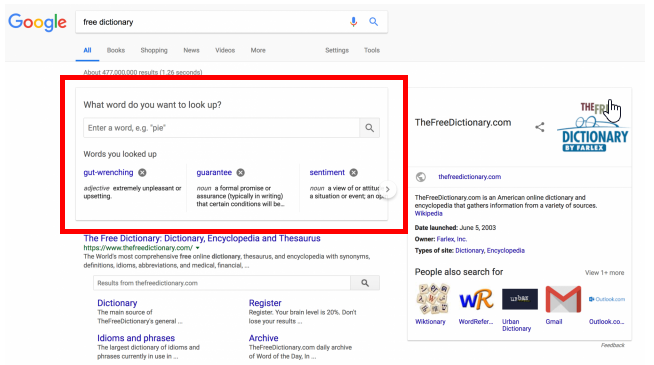 Google
free dictionary
All Books Shopping News Videos More Settings Tools
About 477,000,000 results (1.26 seconds)
What word do you want to look up?
Enter a word, e.g. "pie"
Words you looked up
gut-wrenching
adjective extremely unpleasant or
upsetting.
guarantee
noun a formal promise or
assurance (typically in writing)
that certain conditions will be...
sentiment
noun a view of or attitu
a situation or event; an op
The Free Dictionary: Dictionary, Encyclopedia and Thesaurus
https://www.thefreedictionary.com/
The World's most comprehensive free online dictionary, thesaurus, and encyclopedia with synonyms,
definitions, idioms, abbreviations, and medical, financial, ...
Results from thefreedictionary.com
Dictionary
The main source of
TheFreeDictionary's general ...
Register
Register. Your brain level is 20%. Don't
lose your results ...
Idioms and phrases
The largest dictionary of idioms and
phrases currently in use in ...
Archive
TheFreeDictionary.com daily archive
of Word of the Day, In ...
TheFreeDictionary.com
THE FREE
DICTIONARY
BY FARLEX
thefreedictionary.com
TheFreeDictionary.com is an American online dictionary and
encyclopedia that gathers information from a variety of sources.
Wikipedia
Date launched: June 5, 2003
Owner: Farlex, Inc.
Types of site: Dictionary, Encyclopedia
People also search for View 1+ more
WR
urban
Outlook.com
Wiktionary
WordRefer...
Urban
Dictionary
Gmail
Outlook.co...
Feedback